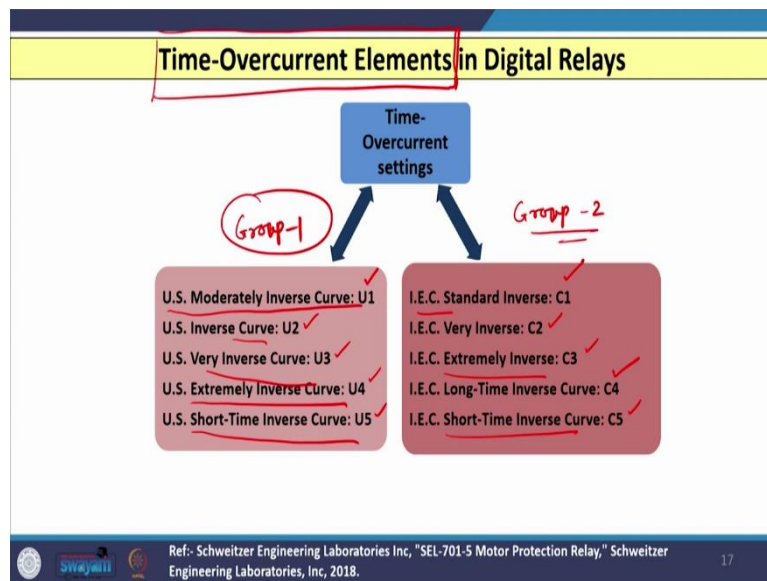 Time-Overcurrent Elements in Digital Relays
Time-
Overcurrent
settings
Group-1
Group-2
U.S. Moderately Inverse Curve: U1
U.S. Inverse Curve: U2
U.S. Very Inverse Curve: U3
U.S. Extremely Inverse Curve: U4
U.S. Short-Time Inverse Curve: U5
I.E.C. Standard Inverse: C1
I.E.C. Very Inverse: C2
I.E.C. Extremely Inverse: C3
I.E.C. Long-Time Inverse Curve: C4
I.E.C. Short-Time Inverse Curve: C5
swayam
Ref:- Schweitzer Engineering Laboratories Inc, "SEL-701-5 Motor Protection Relay," Schweitzer
Engineering Laboratories, Inc, 2018.
17